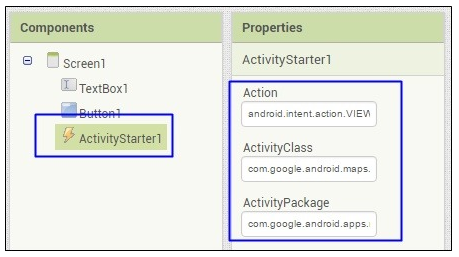 Components
Screen1
TextBox1
Button1
ActivityStarter1
Properties
ActivityStarter1
Action
android.intent.action.VIEW
ActivityClass
com.google.android.maps.
ActivityPackage
com.google.android.apps.